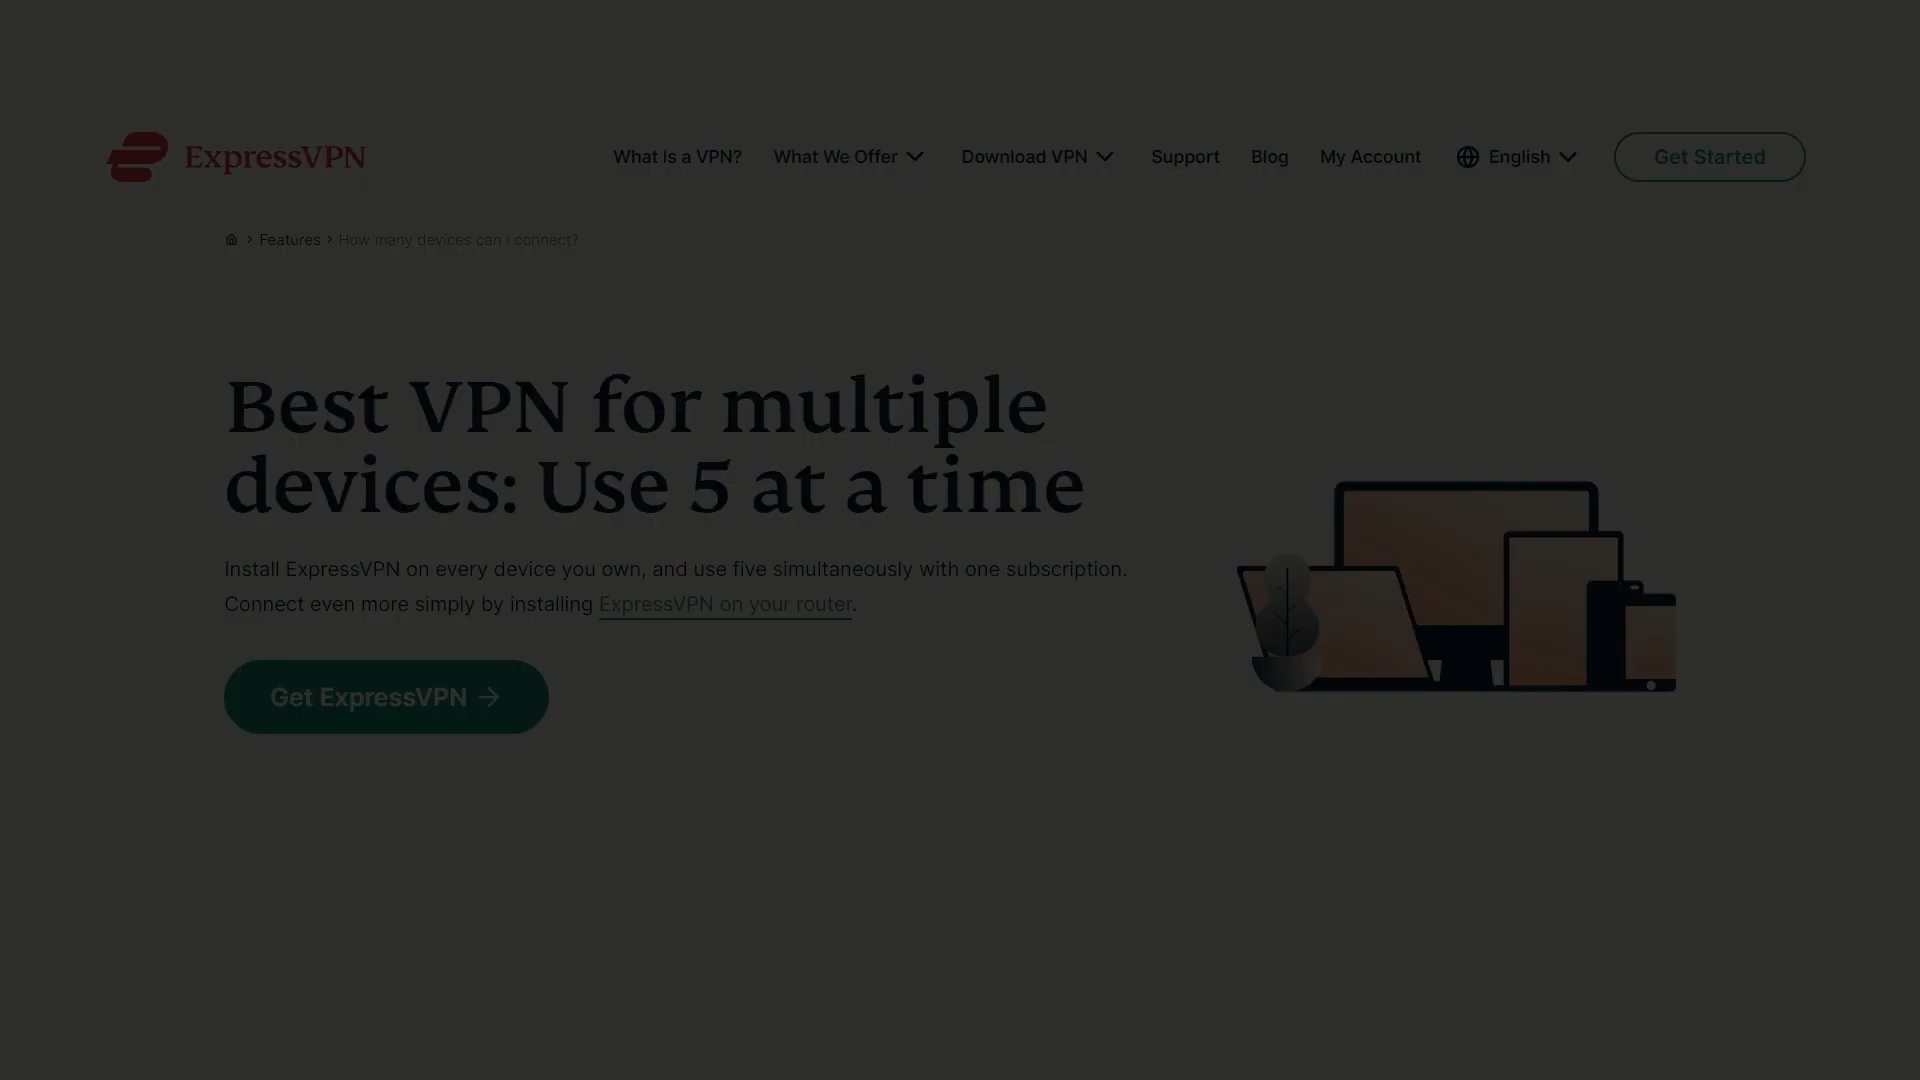 ExpressVPN
What Is a VPN? What We Offer Download VPN Support Blog My Account English Get Started
Features > How many devices can I connect?
Best VPN for multiple
devices: Use 5 at a time
Install ExpressVPN on every device you own, and use five simultaneously with one subscription.
Connect even more simply by installing ExpressVPN on your router.
Get ExpressVPN →